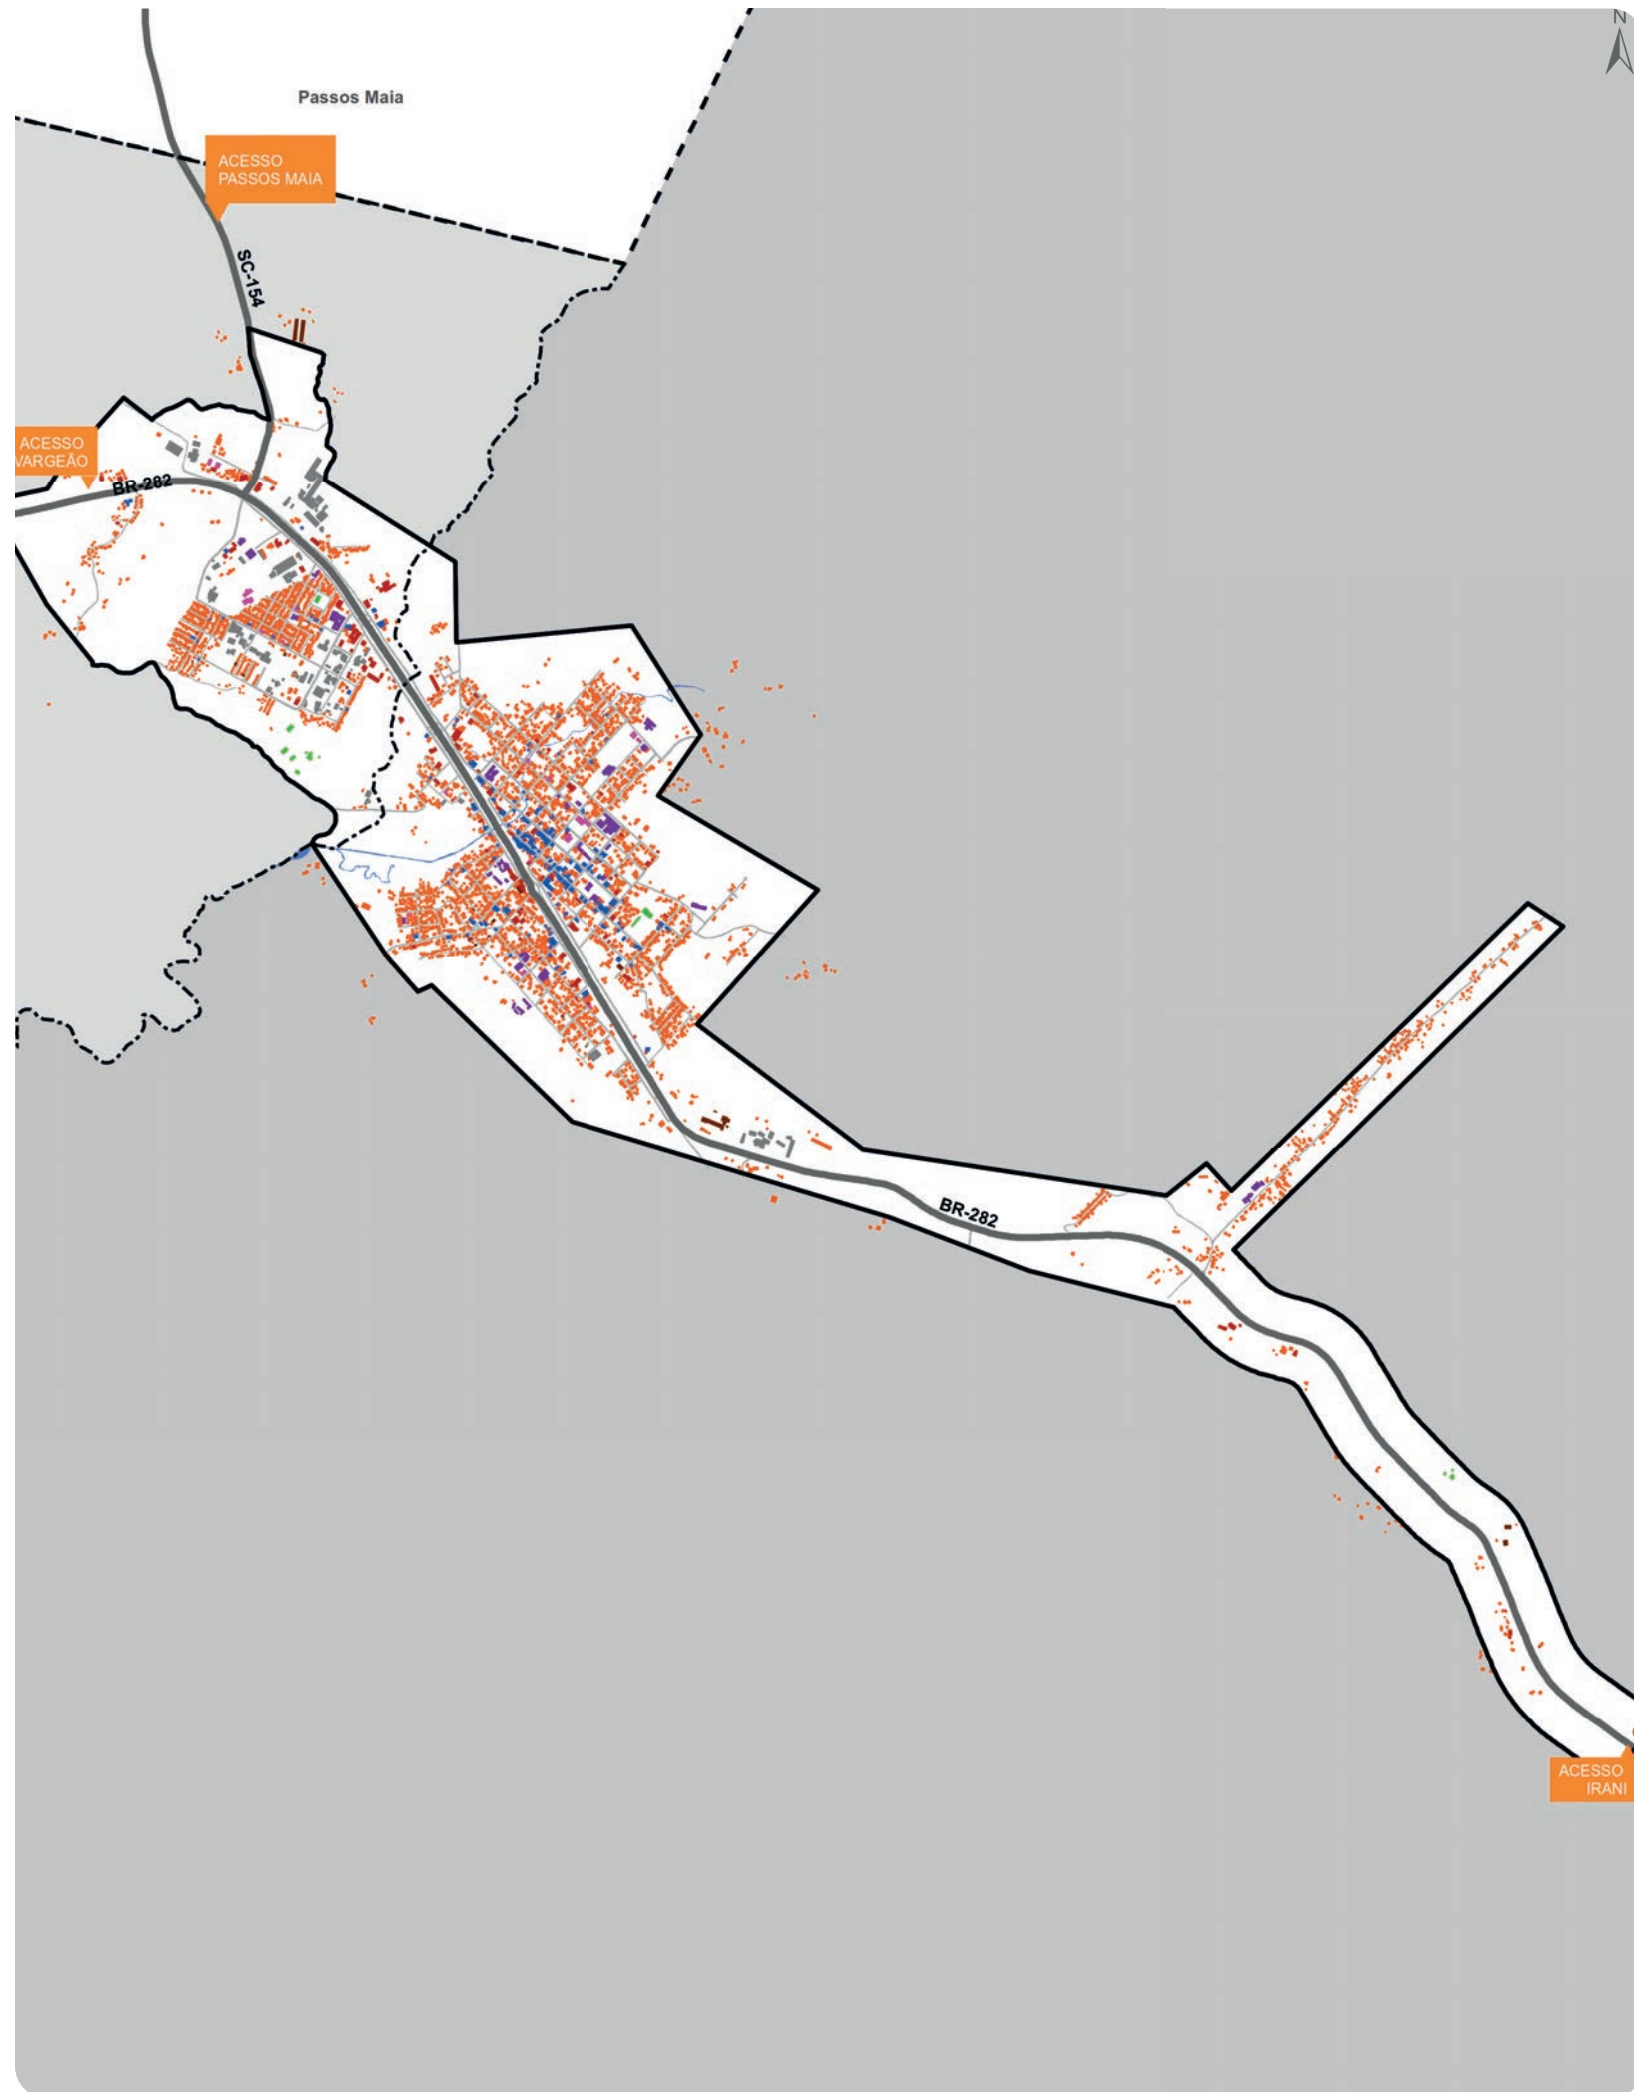 N
Passos Maia
ACESSO
PASSOS MAIA
SC-154
ACESSO
VARGEÃO
BR-282
BR-282
ACESSO
IRANI